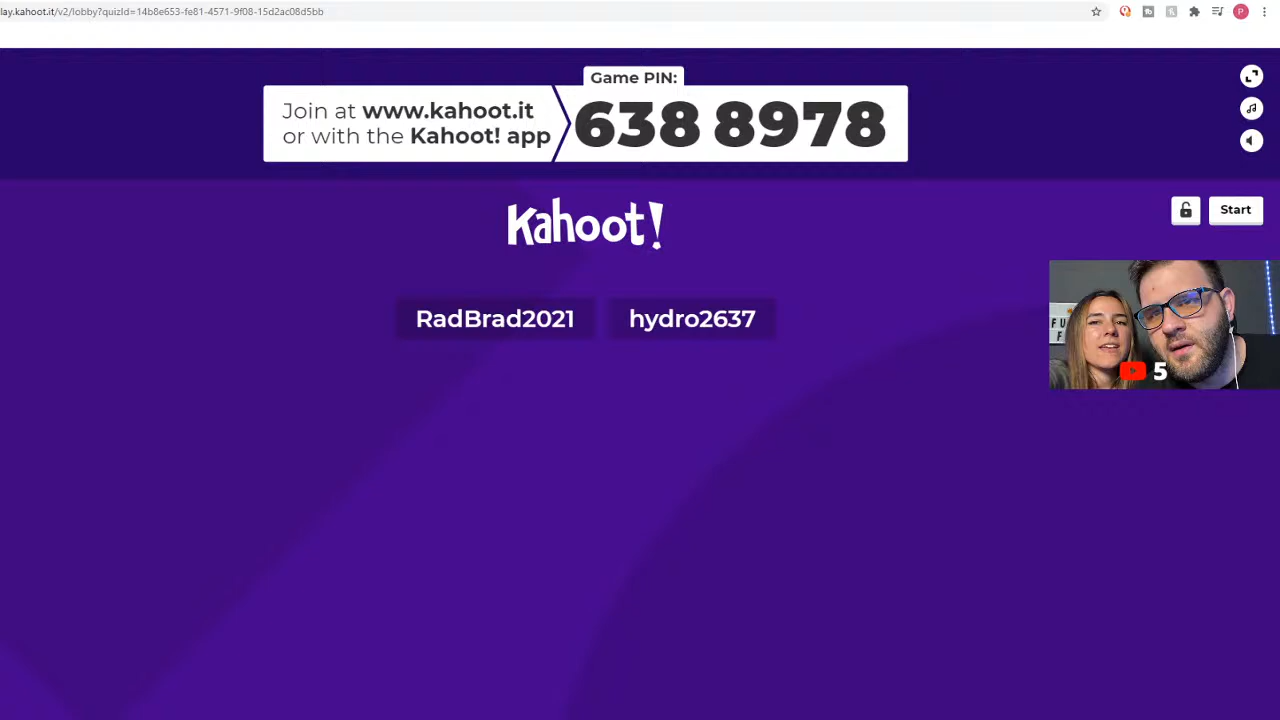 lay.kahoot.it/v2/lobby?quizId=14b8e653-fe81-4571-9f08-15d2ac08d5bb
Game PIN:
Join at www.kahoot.it
or with the Kahoot! app
638 8978
Kahoot!
Start
RadBrad2021 hydro2637
FU
F
5
P